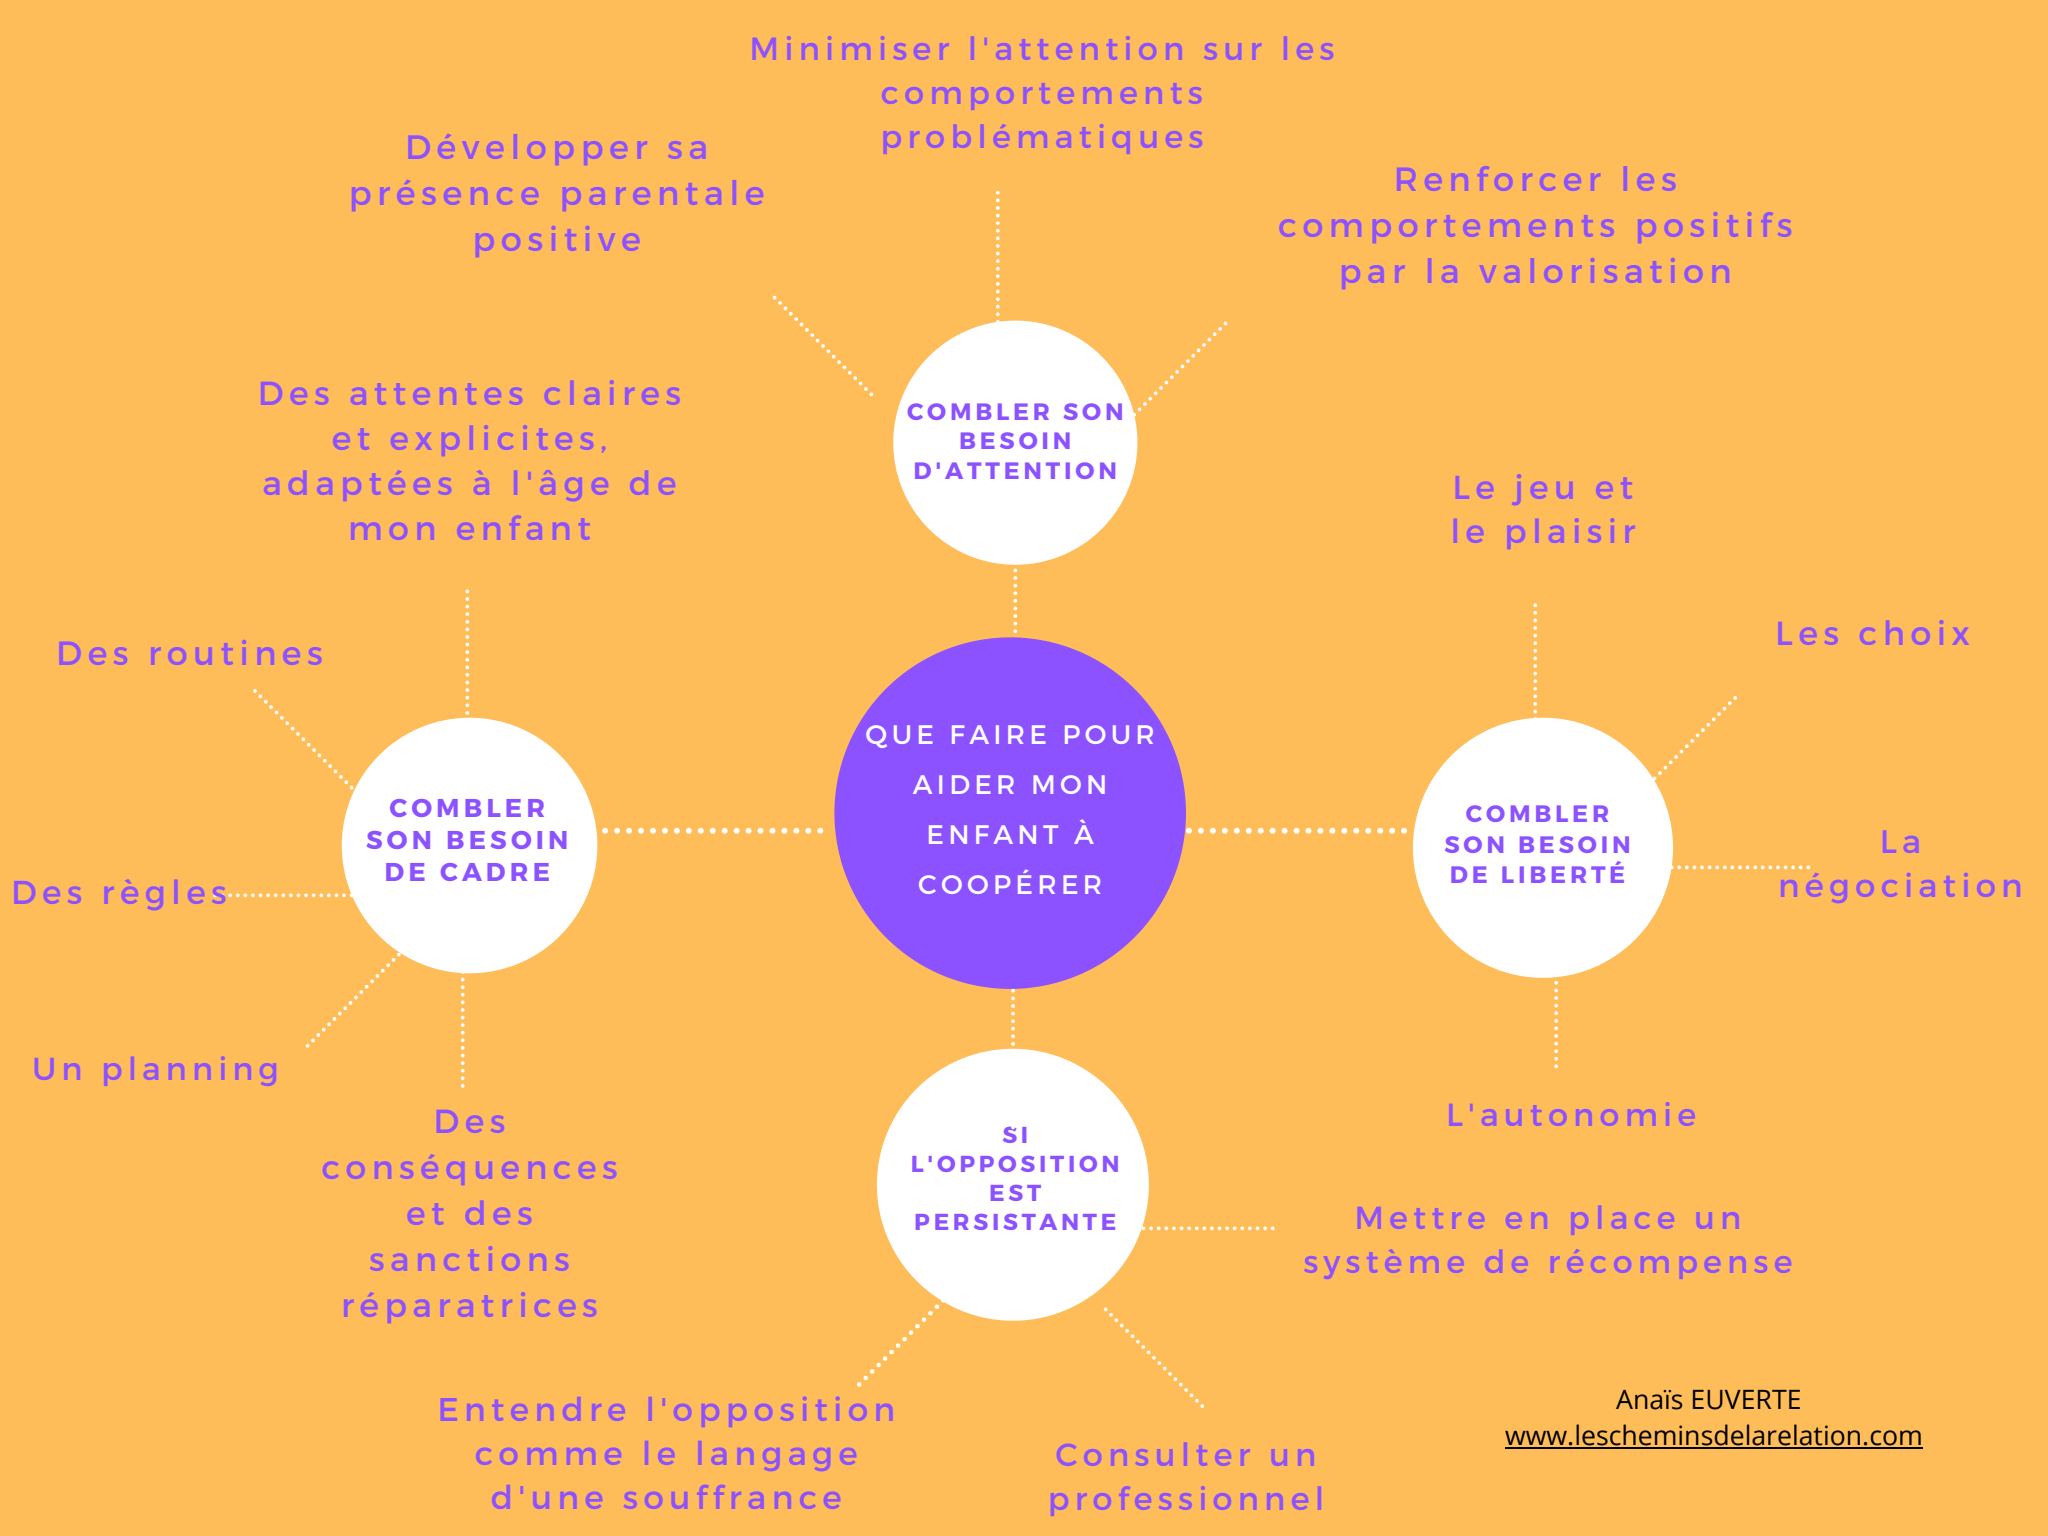 Minimiser l'attention sur les
comportements
problématiques
Développer sa
présence parentale
positive
Renforcer les
comportements positifs
par la valorisation
COMBLER SON
BESOIN
D'ATTENTION
Des attentes claires
et explicites,
adaptées à l'âge de
mon enfant
Des routines
Des règles
Un planning
Des
conséquences
et des
sanctions
réparatrices
COMBLER
SON BESOIN
DE CADRE
QUE FAIRE POUR
AIDER MON
ENFANT À
COOPÉRER
Le jeu et
le plaisir
Les choix
La
négociation
L'autonomie
COMBLER
SON BESOIN
DE LIBERTÉ
SI
L'OPPOSITION
EST
PERSISTANTE
Mettre en place un
système de récompense
Entendre l'opposition
comme le langage
d'une souffrance
Consulter un
professionnel
Anaïs EUVERTE
www.lescheminsdelarelation.com